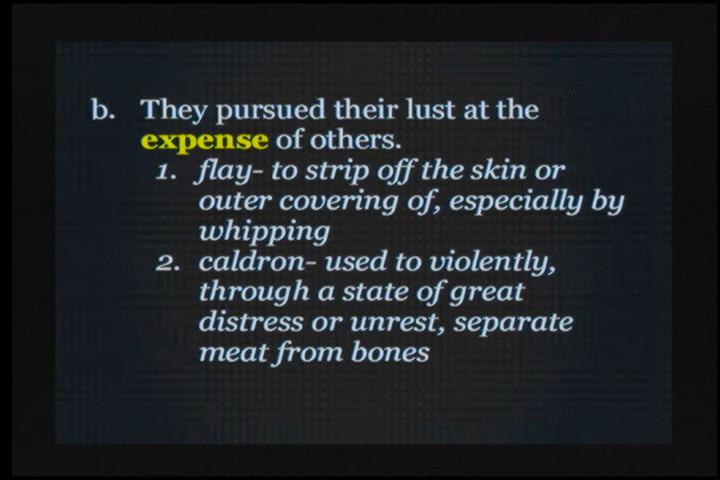 b. They pursued their lust at the
expense of others.
1. flay- to strip off the skin or
outer covering of, especially by
whipping
2. caldron- used to violently,
through a state of great
distress or unrest, separate
meat from bones